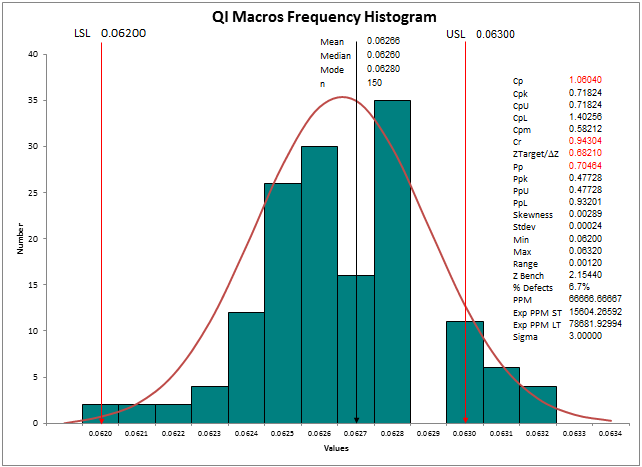 QI Macros Frequency Histogram
LSL 0.06200
USL 0.06300
Mean 0.06266
Median 0.06260
Mode 0.06280
n 150
Cp 1.06040
Cpk 0.71824
CpU 0.71824
CpL 1.40256
Cpm 0.58212
Cr 0.94304
ZTarget/ΔZ 0.68210
Pp 0.70464
Ppk 0.47728
PpU 0.47728
PpL 0.93201
Skewness 0.00289
Stdev 0.00024
Min 0.06200
Max 0.06320
Range 0.00120
Z Bench 2.15440
% Defects 6.7%
PPM 66666.66667
Exp PPM ST 15604.26592
Exp PPM LT 78681.92994
Sigma 3.00000
Number
40
35
30
25
20
15
10
5
0
0.0620 0.0621 0.0622 0.0623 0.0624 0.0625 0.0626 0.0627 0.0628 0.0629 0.0630 0.0631 0.0632 0.0633 0.0634
Values